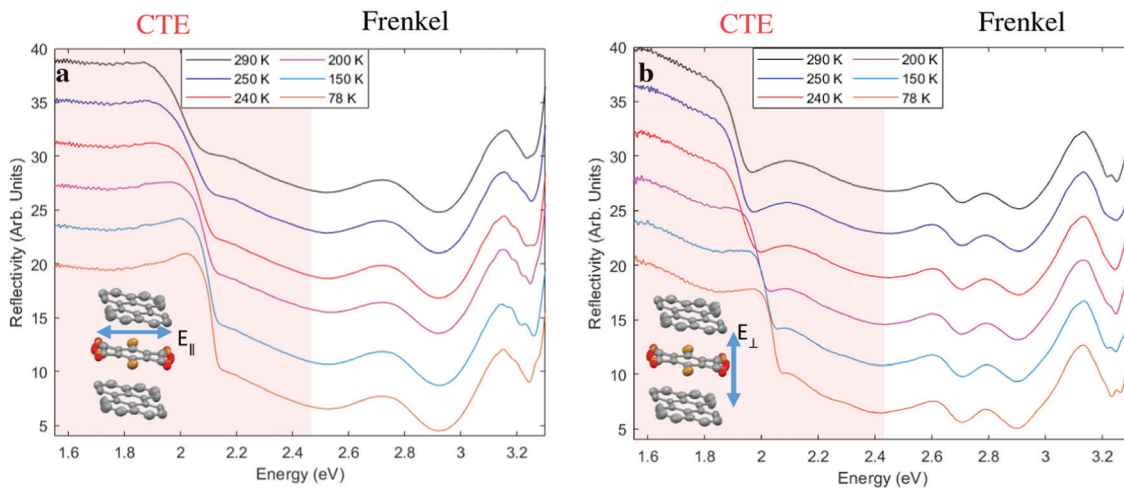 CTE Frenkel
a
290 K 200 K
250 K 150 K
240 K 78 K
Reflectivity (Arb. Units)
40
35
30
25
20
15
10
5
E∥
1.6 1.8 2 2.2 2.4 2.6 2.8 3 3.2
Energy (eV)
CTE Frenkel
b
290 K 200 K
250 K 150 K
240 K 78 K
Reflectivity (Arb. Units)
40
35
30
25
20
15
10
5
E⊥
1.6 1.8 2 2.2 2.4 2.6 2.8 3 3.2
Energy (eV)